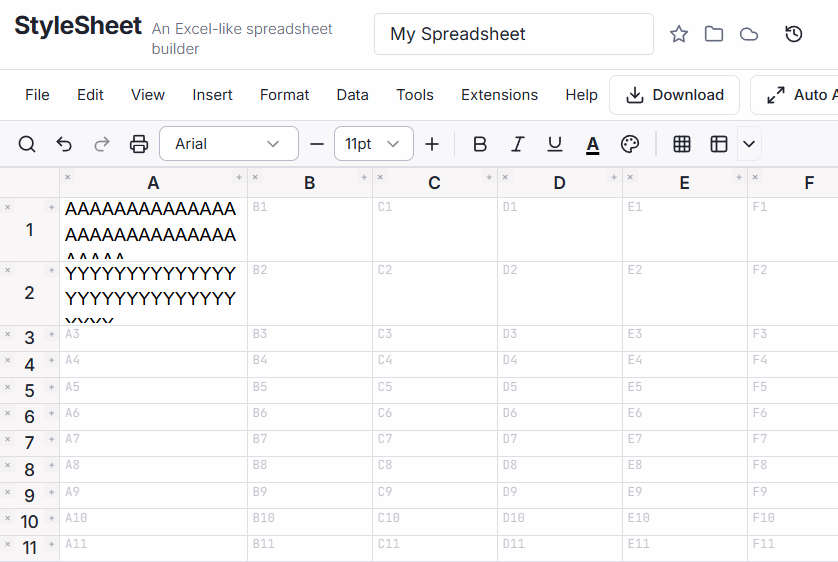 StyleSheet An Excel-like spreadsheet
builder
My Spreadsheet
File Edit View Insert Format Data Tools Extensions Help Download Auto A
Arial 11pt B I U A
A B C D E F
1 AAAAAAAAAAAAAA B1 C1 D1 E1 F1
AAAAAAAAAAAAAA
AAAAA
2 YYYYYYYYYYYYYY B2 C2 D2 E2 F2
YYYYYYYYYYYYYY
YYYY
3 A3 B3 C3 D3 E3 F3
4 A4 B4 C4 D4 E4 F4
5 A5 B5 C5 D5 E5 F5
6 A6 B6 C6 D6 E6 F6
7 A7 B7 C7 D7 E7 F7
8 A8 B8 C8 D8 E8 F8
9 A9 B9 C9 D9 E9 F9
10 A10 B10 C10 D10 E10 F10
11 A11 B11 C11 D11 E11 F11